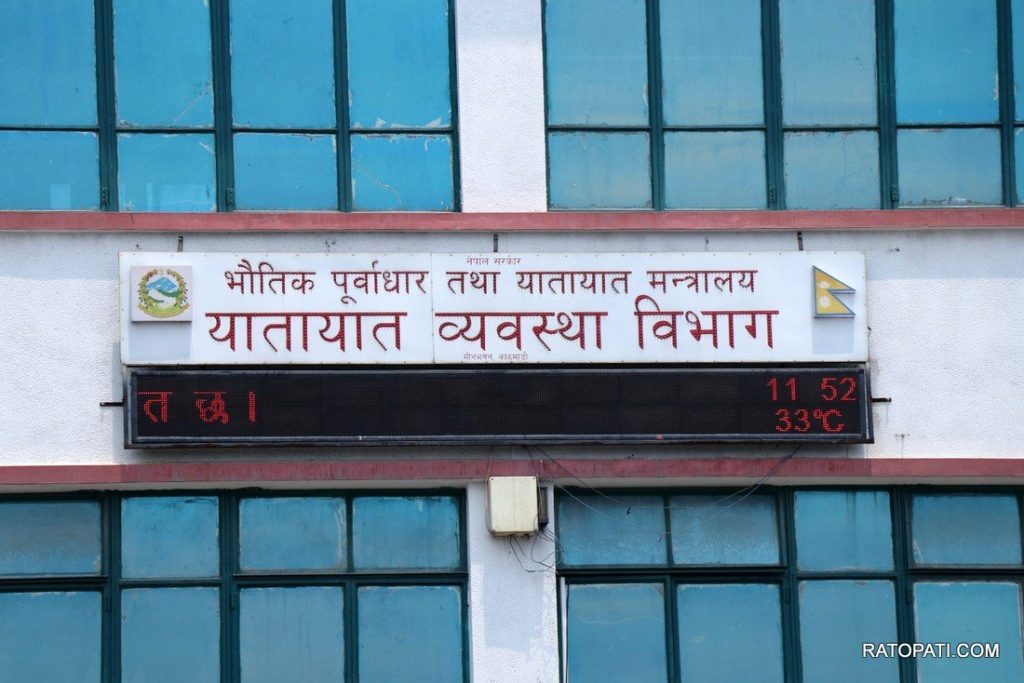 नेपाल सरकार
भौतिक पूर्वाधार तथा यातायात मन्त्रालय
यातायात व्यवस्था विभाग
मीनभवन, काठमाडौं
त छ। 11 52
33°C
RATOPATI.COM